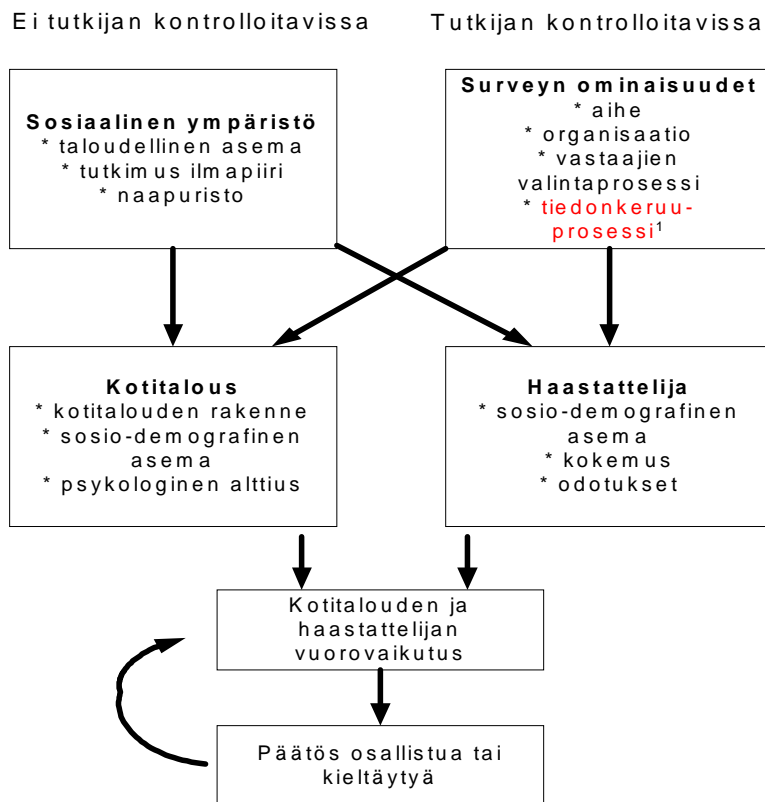 Ei tutkijan kontrolloitavissa
Tutkijan kontrolloitavissa
Sosiaalinen ympäristö
* taloudellinen asema
* tutkimus ilmapiiri
* naapuristo
Surveyn ominaisuudet
* aihe
* organisaatio
* vastaajien
valintaprosessi
* tiedonkeruu-
prosessi¹
Kotitalous
* kotitalouden rakenne
* sosio-demografinen
asema
* psykologinen alttius
Haastattelija
* sosio-demografinen
asema
* kokemus
* odotukset
Kotitalouden ja
haastattelijan
vuorovaikutus
Päätös osallistua tai
kieltäytyä